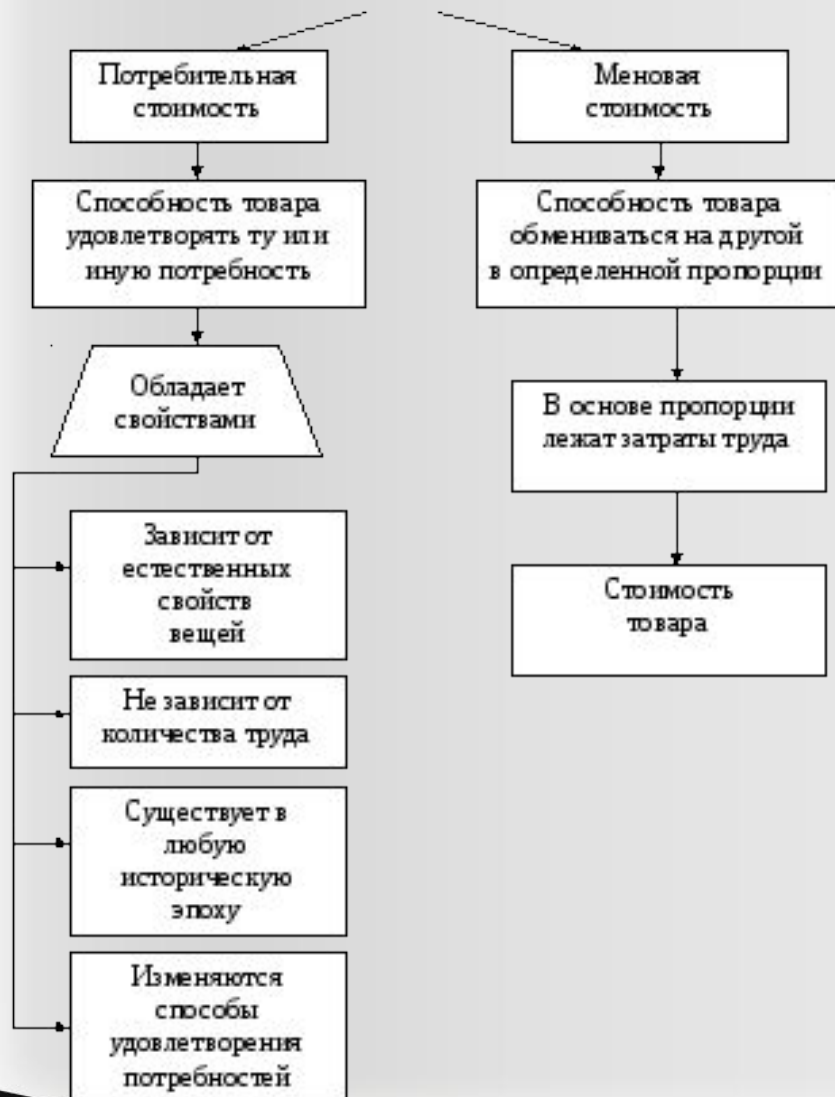 Потребительная
стоимость
Меновая
стоимость
Способность товара
удовлетворять ту или
иную потребность
Способность товара
обмениваться на другой
в определенной пропорции
Обладает
свойствами
В основе пропорции
лежат затраты труда
Зависит от
естественных
свойств
вещей
Стоимость
товара
Не зависит от
количества труда
Существует в
любую
историческую
эпоху
Изменяются
способы
удовлетворения
потребностей